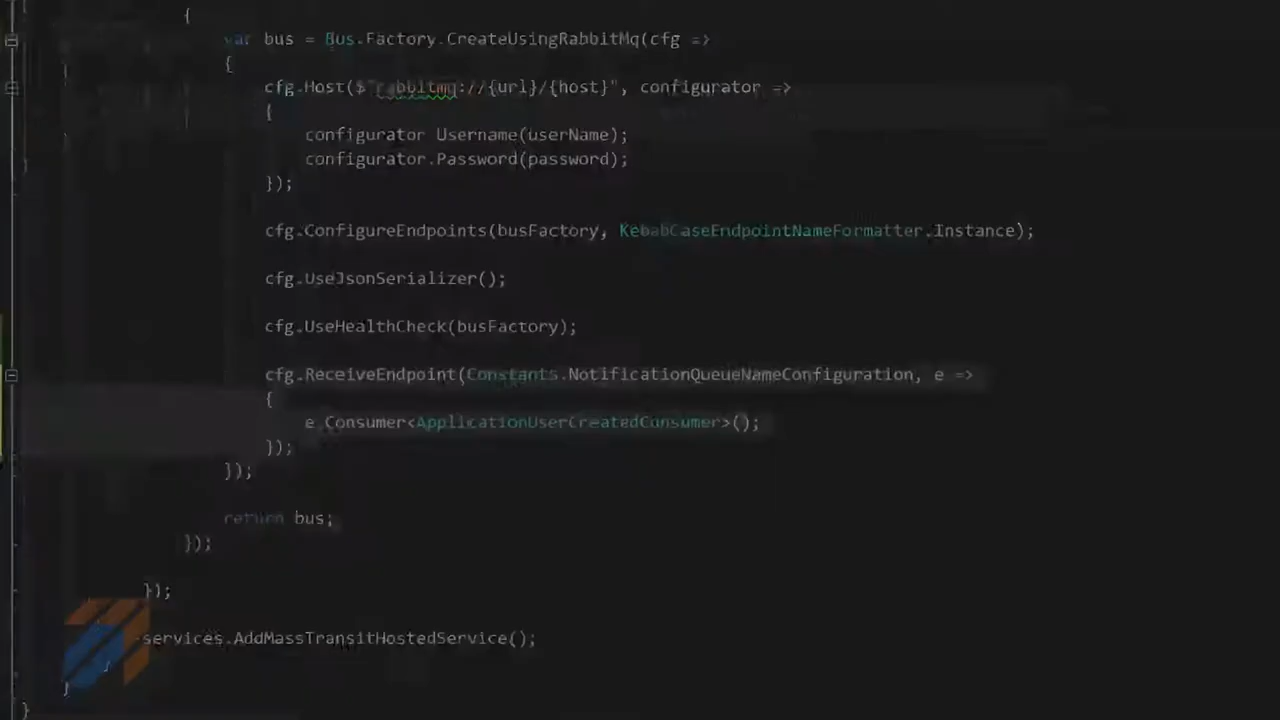 {
var bus = Bus.Factory.CreateUsingRabbitMq(cfg =>
{
cfg.Host($"rabbitmq://{url}/{host}", configurator =>
{
configurator.Username(userName);
configurator.Password(password);
});
cfg.ConfigureEndpoints(busFactory, KebabCaseEndpointNameFormatter.Instance);
cfg.UseJsonSerializer();
cfg.UseHealthCheck(busFactory);
cfg.ReceiveEndpoint(Constants.NotificationQueueNameConfiguration, e =>
{
e.Consumer<ApplicationUserCreatedConsumer>();
});
});
return bus;
});
});
services.AddMassTransitHostedService();
}
}
}